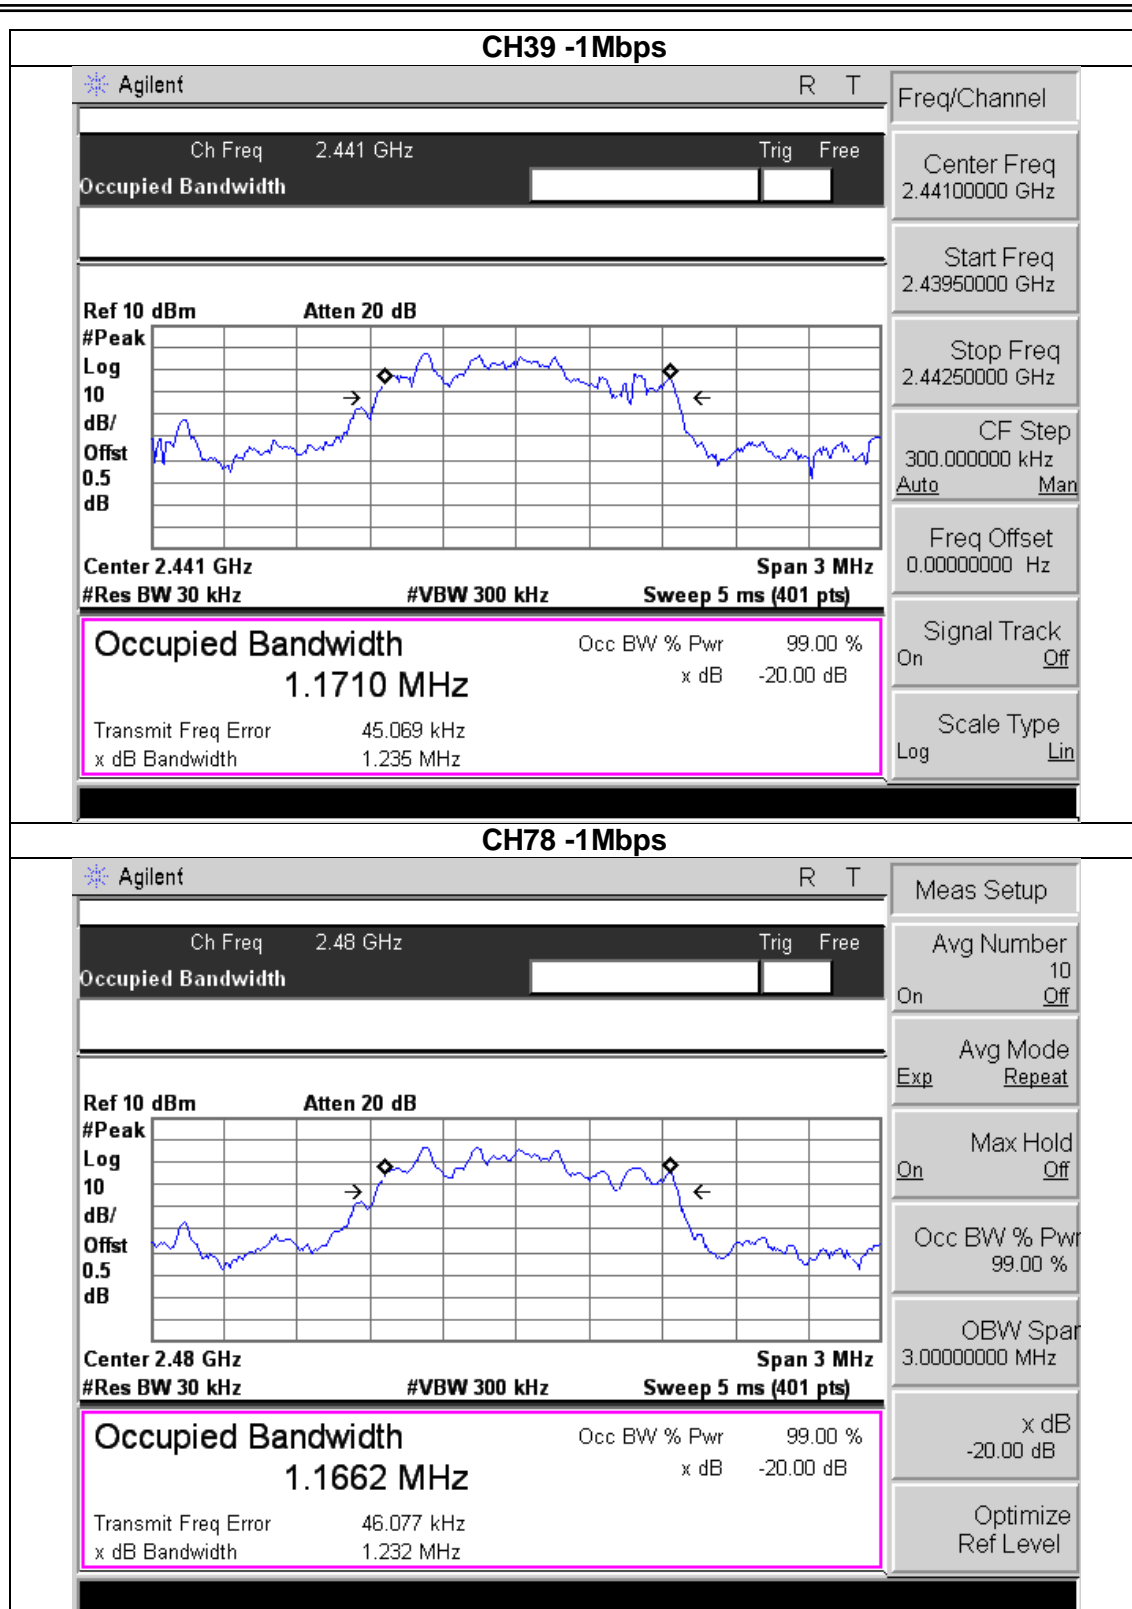 CH39 -1Mbps
Agilent R T
Freq/Channel
Ch Freq 2.441 GHz Trig Free
Occupied Bandwidth
Center Freq
2.44100000 GHz
Start Freq
2.43950000 GHz
Stop Freq
2.44250000 GHz
CF Step
300.000000 kHz
Auto Man
Freq Offset
0.00000000 Hz
Signal Track
On Off
Scale Type
Log Lin
Ref 10 dBm Atten 20 dB
#Peak
Log
10
dB/
Offst
0.5
dB
Center 2.441 GHz Span 3 MHz
#Res BW 30 kHz #VBW 300 kHz Sweep 5 ms (401 pts)
Occupied Bandwidth Occ BW % Pwr 99.00 %
1.1710 MHz x dB -20.00 dB
Transmit Freq Error 45.069 kHz
x dB Bandwidth 1.235 MHz
CH78 -1Mbps
Agilent R T
Meas Setup
Ch Freq 2.48 GHz Trig Free
Occupied Bandwidth
Avg Number
10
On Off
Avg Mode
Exp Repeat
Max Hold
On Off
Occ BW % Pwr
99.00 %
OBW Span
3.00000000 MHz
x dB
-20.00 dB
Optimize
Ref Level
Ref 10 dBm Atten 20 dB
#Peak
Log
10
dB/
Offst
0.5
dB
Center 2.48 GHz Span 3 MHz
#Res BW 30 kHz #VBW 300 kHz Sweep 5 ms (401 pts)
Occupied Bandwidth Occ BW % Pwr 99.00 %
1.1662 MHz x dB -20.00 dB
Transmit Freq Error 46.077 kHz
x dB Bandwidth 1.232 MHz